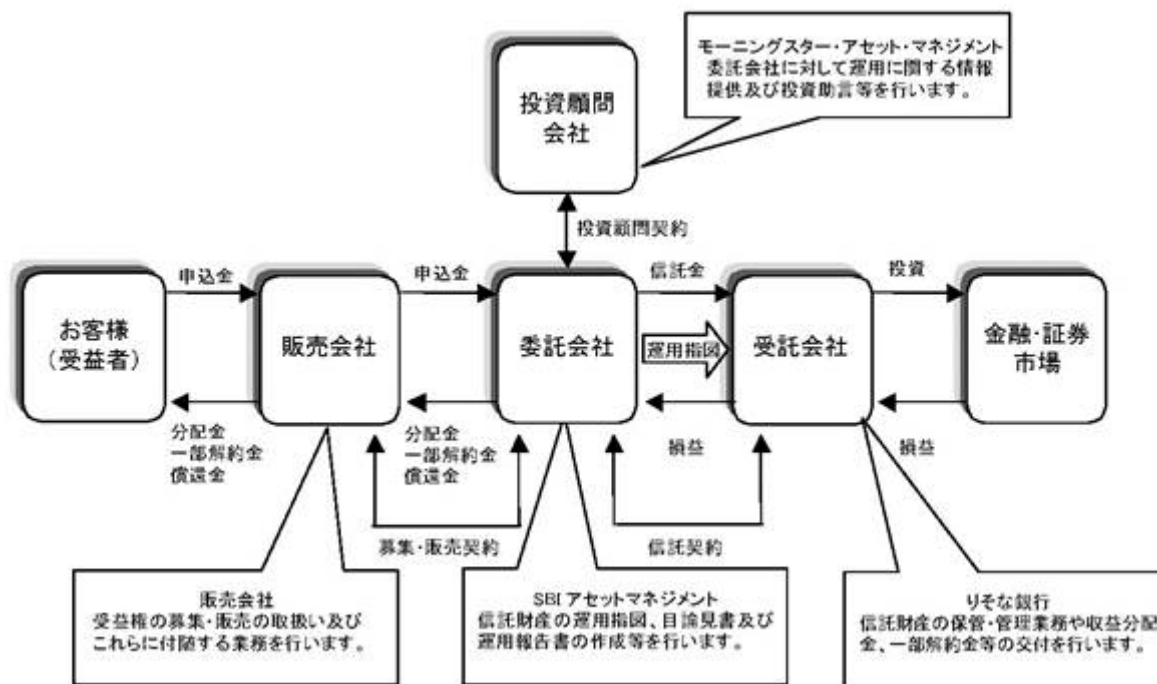 モーニングスター・アセット・マネジメント
委託会社に対して運用に関する情報
提供及び投資助言等を行います。
投資顧問
会社
投資顧問契約
申込金
申込金
信託金
投資
お客様
(受益者)
販売会社
委託会社
運用指図
受託会社
金融・証券
市場
分配金
一部解約金
償還金
分配金
一部解約金
償還金
損益
損益
募集・販売契約
信託契約
販売会社
受益権の募集・販売の取扱い及び
これらに付随する業務を行います。
SBI アセットマネジメント
信託財産の運用指図、目論見書及び
運用報告書の作成等を行います。
りそな銀行
信託財産の保管・管理業務や収益分配
金、一部解約金等の交付を行います。